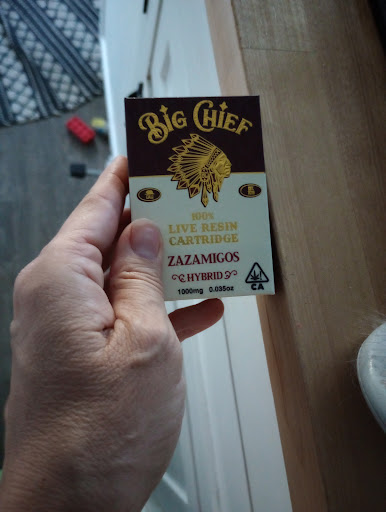 BIG CHIEF
100%
LIVE RESIN
CARTRIDGE
ZAZAMIGOS
HYBRID
1000mg 0.035oz
CA